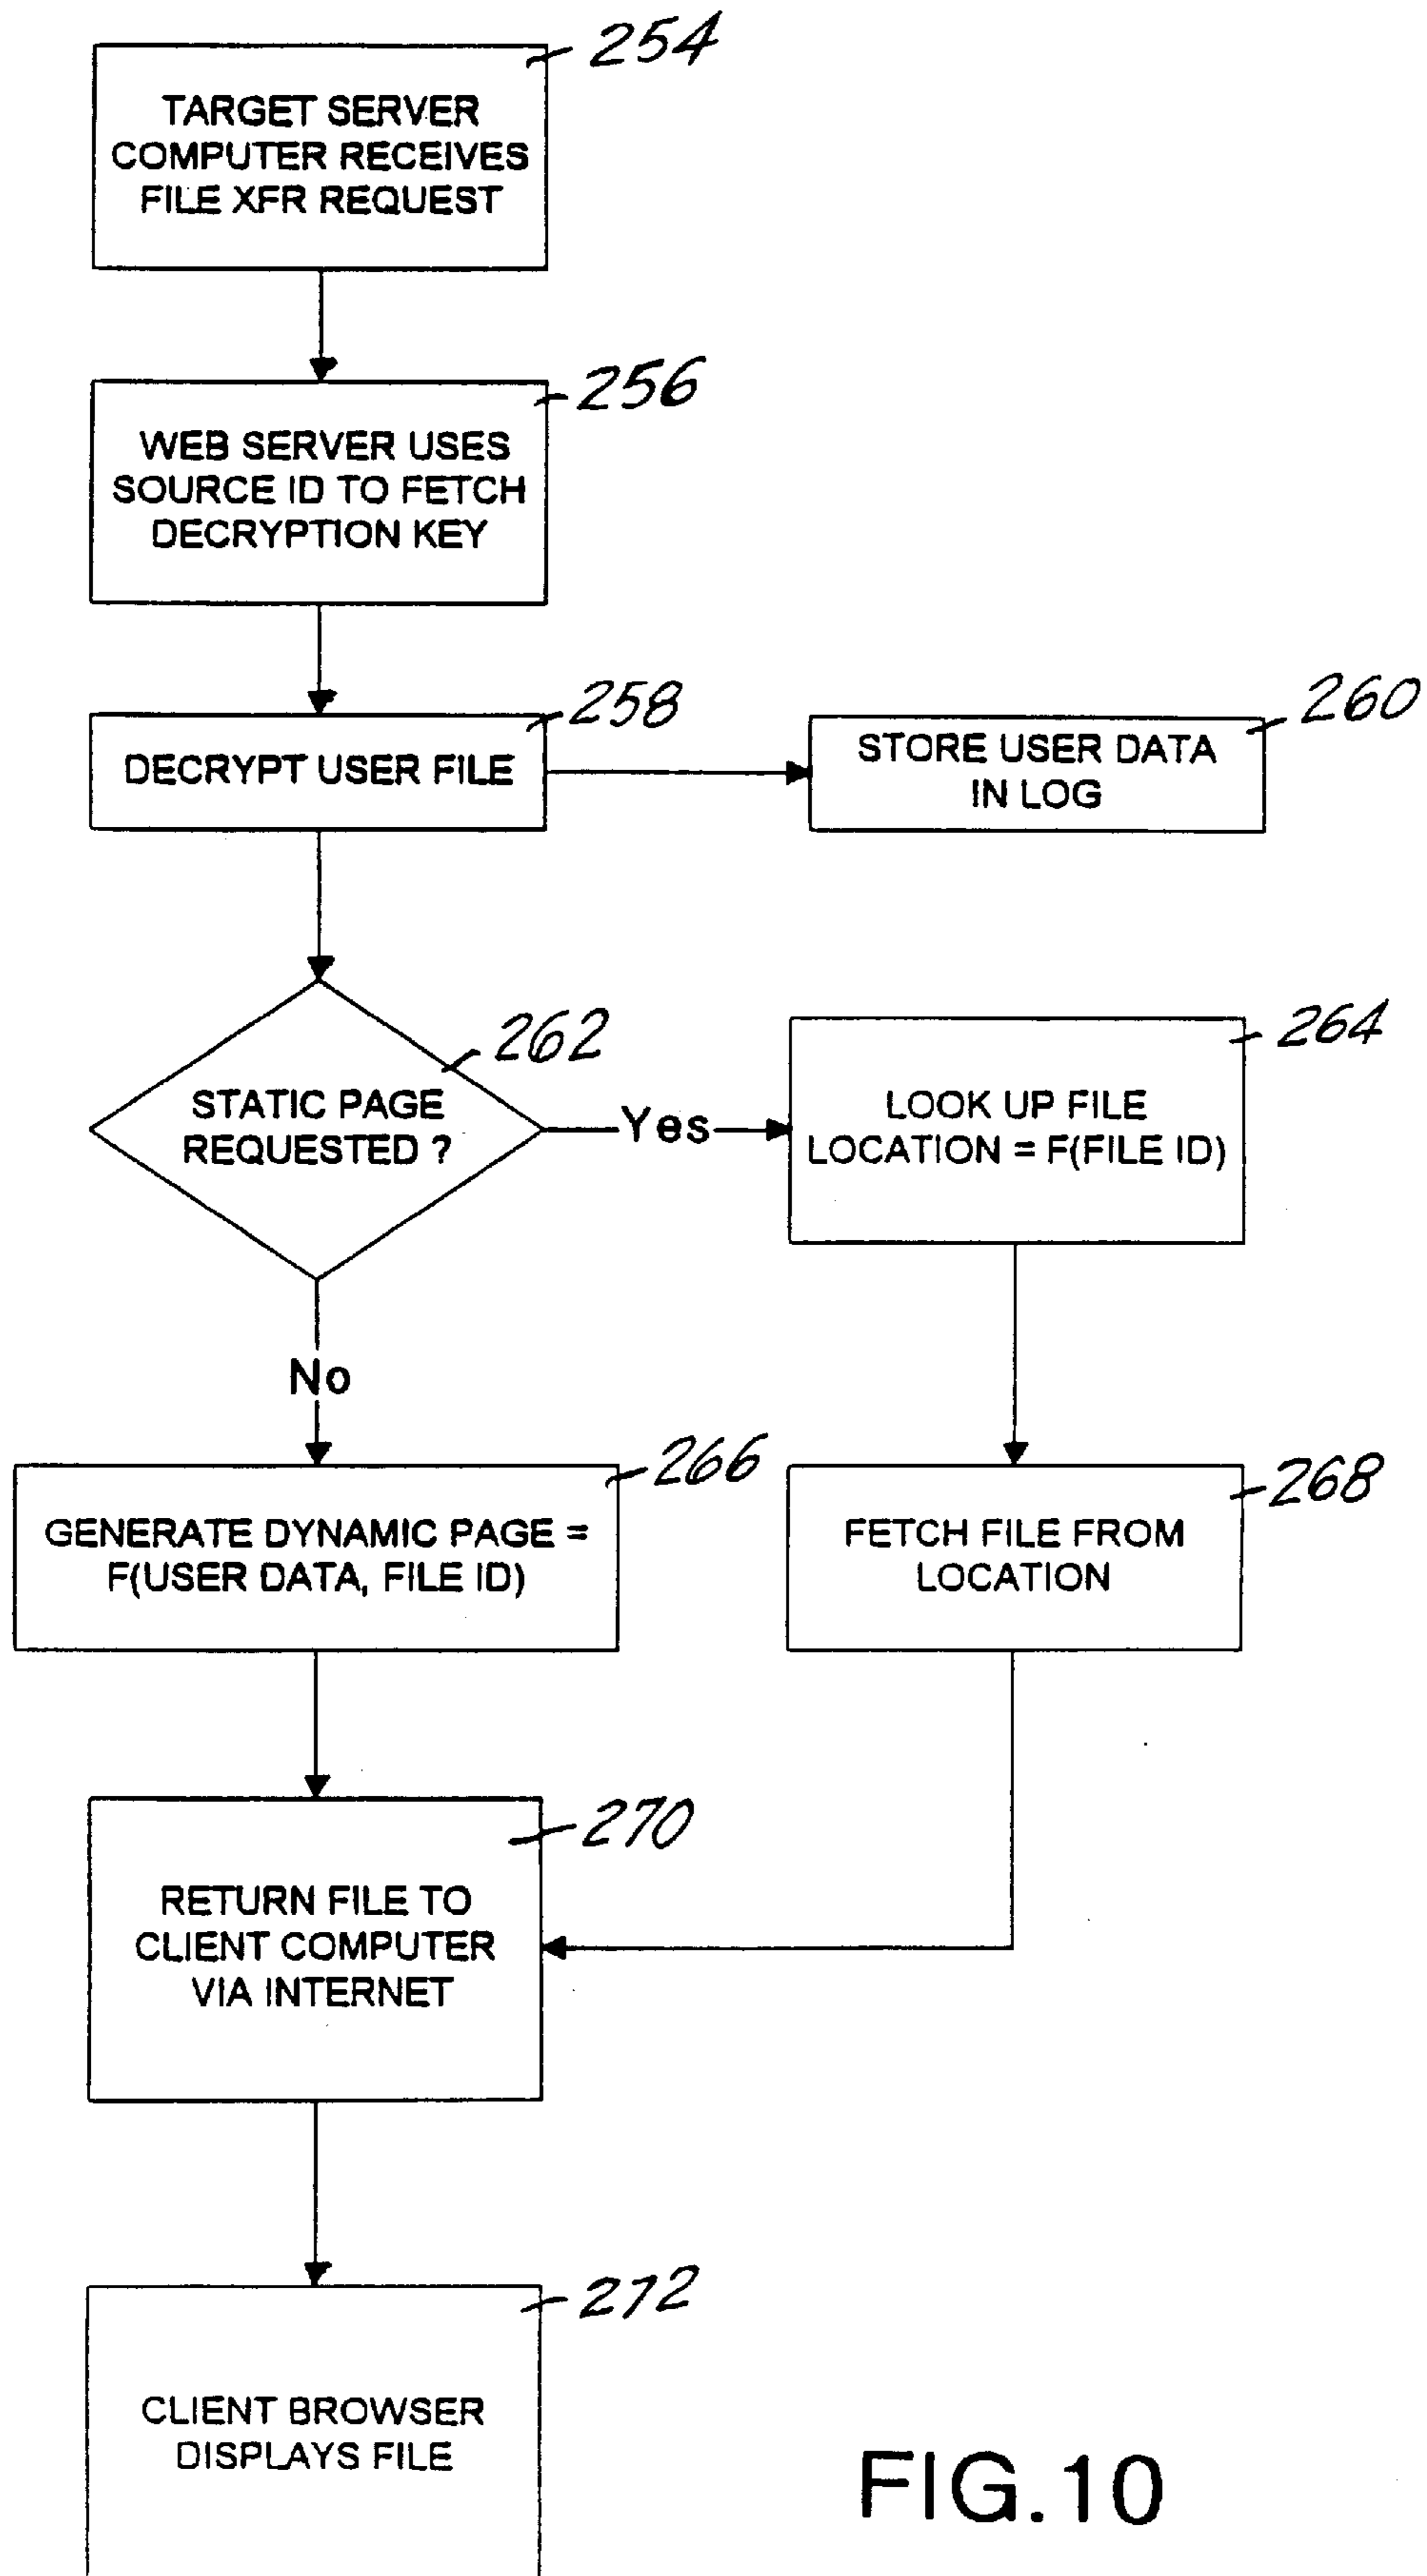 254
TARGET SERVER
COMPUTER RECEIVES
FILE XFR REQUEST
256
WEB SERVER USES
SOURCE ID TO FETCH
DECRYPTION KEY
258
DECRYPT USER FILE
260
STORE USER DATA
IN LOG
262
STATIC PAGE
REQUESTED ?
Yes
264
LOOK UP FILE
LOCATION = F(FILE ID)
No
266
GENERATE DYNAMIC PAGE =
F(USER DATA, FILE ID)
268
FETCH FILE FROM
LOCATION
270
RETURN FILE TO
CLIENT COMPUTER
VIA INTERNET
272
CLIENT BROWSER
DISPLAYS FILE
FIG.10